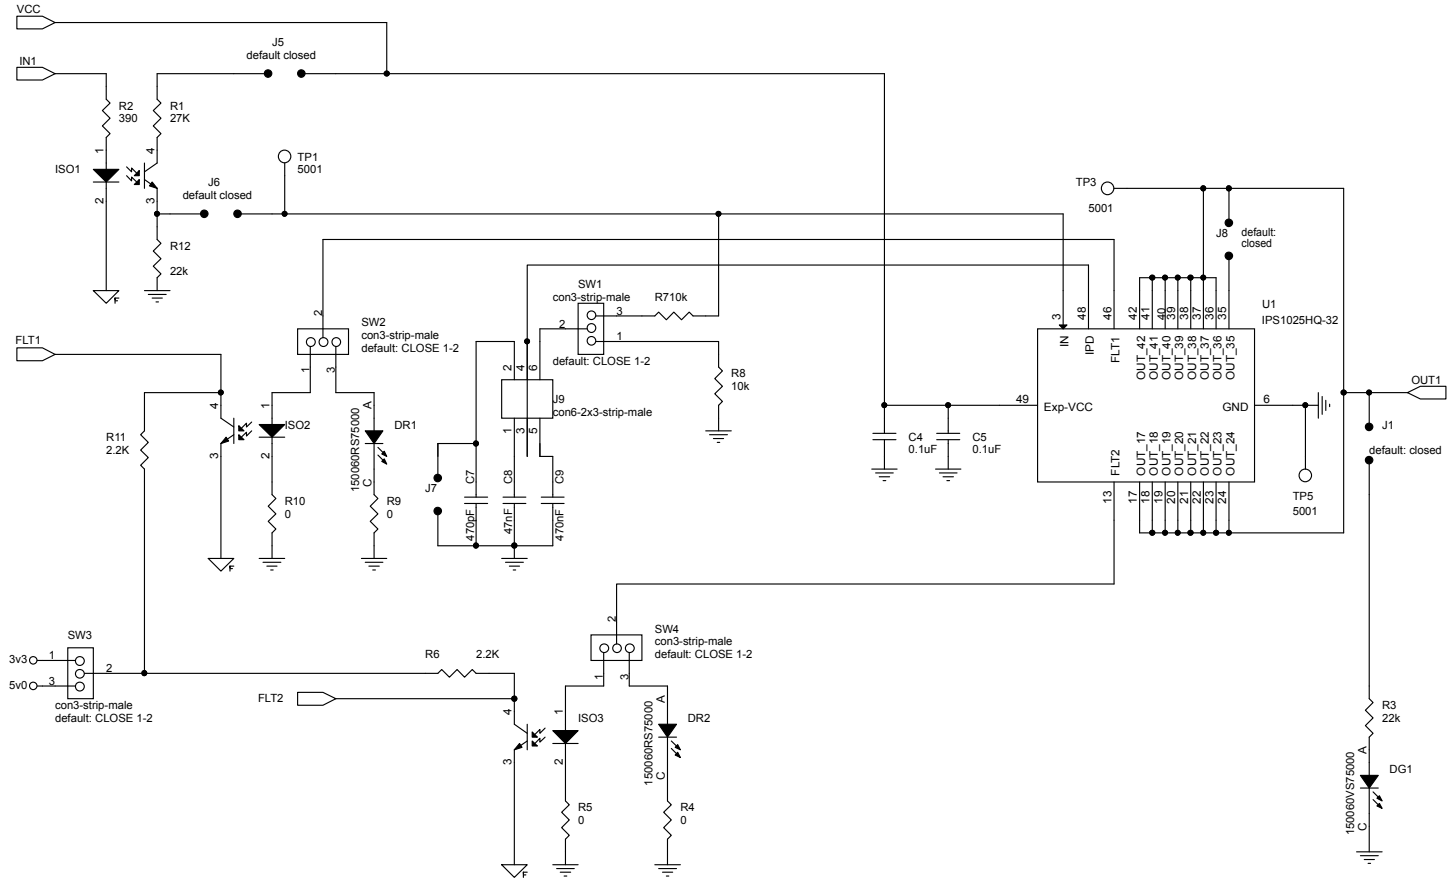 VCC
J5
default closed
IN1
R2
390
R1
27K
1
4
ISO1
2
3
J6
default closed
TP1
5001
R12
22k
F
TP3
5001
J8
default:
closed
U1
IPS1025HQ-32
3
48
46
42
41
40
39
38
37
36
35
IN
IPD
FLT1
OUT_42
OUT_41
OUT_40
OUT_39
OUT_38
OUT_37
OUT_36
OUT_35
49
Exp-VCC
GND
6
FLT2
OUT_17
OUT_18
OUT_19
OUT_20
OUT_21
OUT_22
OUT_23
OUT_24
13
17
18
19
20
21
22
23
24
TP5
5001
OUT1
J1
default: closed
SW1
con3-strip-male
3
2
1
default: CLOSE 1-2
R710k
R8
10k
2
SW2
con3-strip-male
default: CLOSE 1-2
1
3
FLT1
4
3
R11
2.2K
1
ISO2
2
R10
0
A
150060RS75000
DR1
C
R9
0
F
2
4
6
J9
con6-2x3-strip-male
1
3
5
J7
C7
470pF
C8
47nF
C9
470nF
C4
0.1uF
C5
0.1uF
SW3
3v3
1
2
5v0
3
con3-strip-male
default: CLOSE 1-2
R6
2.2K
FLT2
4
3
F
2
SW4
con3-strip-male
default: CLOSE 1-2
1
3
1
ISO3
2
R5
0
A
150060RS75000
DR2
C
R4
0
R3
22k
A
150060VS75000
DG1
C